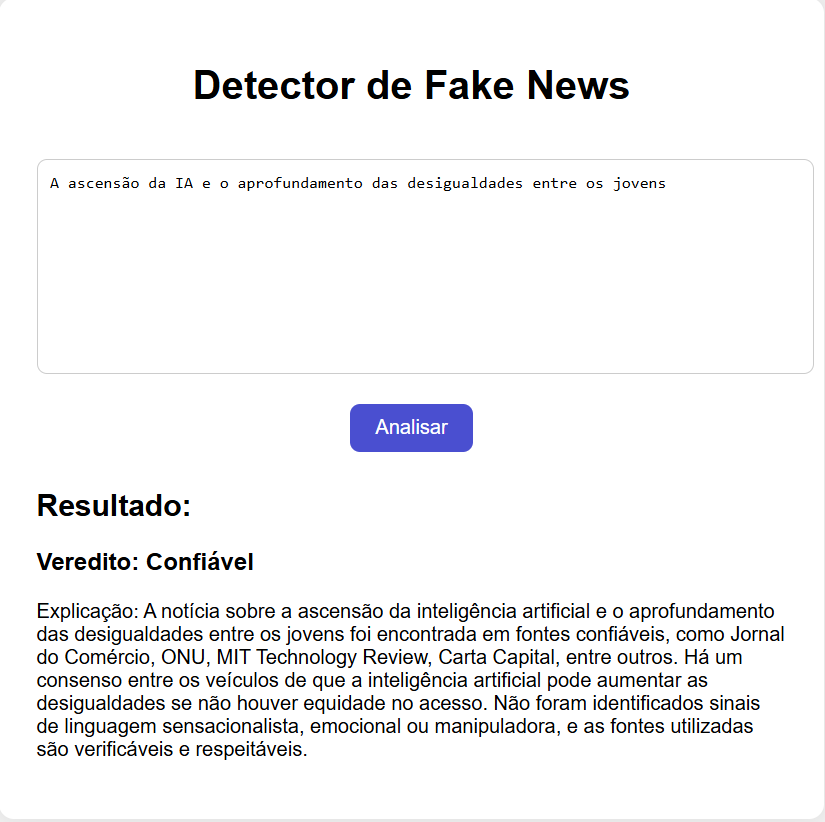 Detector de Fake News
A ascensão da IA e o aprofundamento das desigualdades entre os jovens
Analisar
Resultado:
Veredito: Confiável
Explicação: A notícia sobre a ascensão da inteligência artificial e o aprofundamento
das desigualdades entre os jovens foi encontrada em fontes confiáveis, como Jornal
do Comércio, ONU, MIT Technology Review, Carta Capital, entre outros. Há um
consenso entre os veículos de que a inteligência artificial pode aumentar as
desigualdades se não houver equidade no acesso. Não foram identificados sinais
de linguagem sensacionalista, emocional ou manipuladora, e as fontes utilizadas
são verificáveis e respeitáveis.